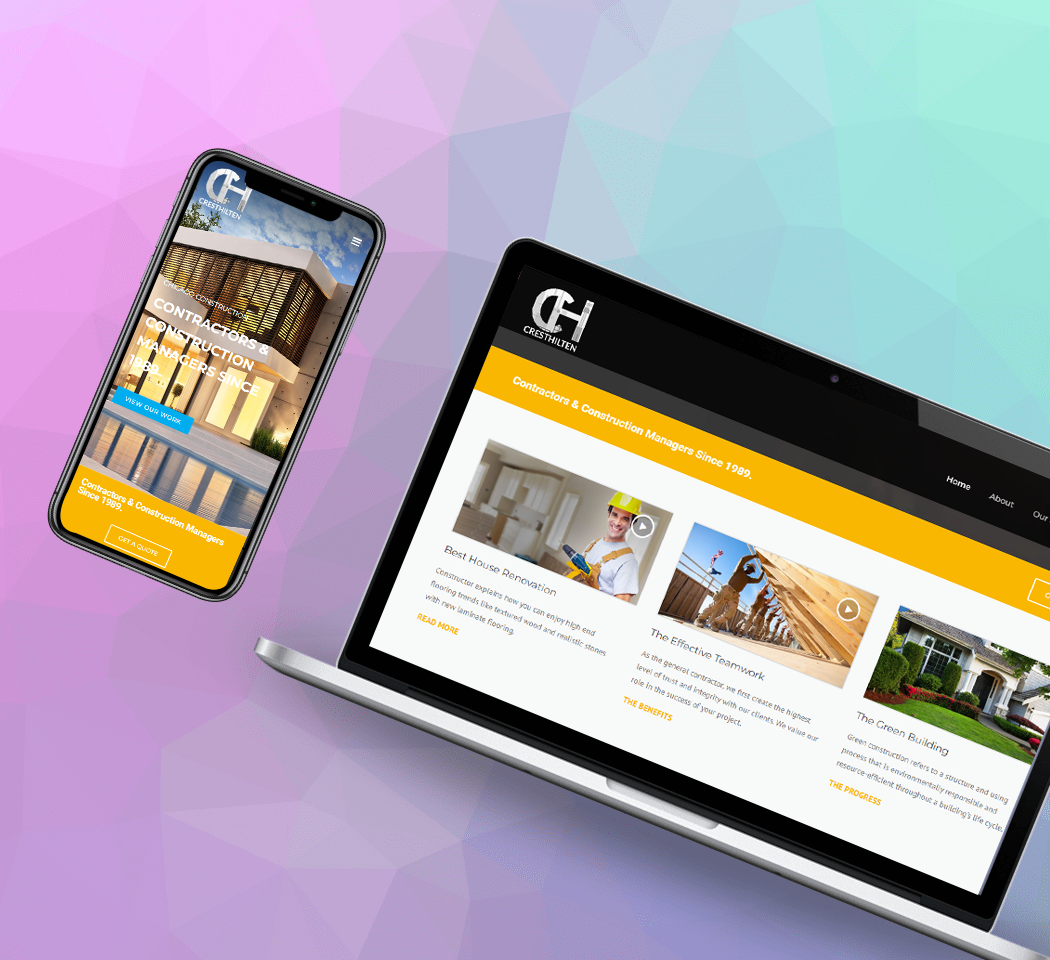 CH
CRESTHILTEN
CHICAGO CONSTRUCTION
CONTRACTORS &
CONSTRUCTION
MANAGERS SINCE
1989.
VIEW OUR WORK
Contractors & Construction Managers
Since 1989.
GET A QUOTE
CH
CRESTHILTEN
Home
About
Our
Contractors & Construction Managers Since 1989.
Best House Renovation
Constructor explains how you can enjoy high end
flooring trends like textured wood and realistic stones
with new laminate flooring.
READ MORE
The Effective Teamwork
As the general contractor, we first create the highest
level of trust and integrity with our clients. We value our
role in the success of your project.
THE BENEFITS
The Green Building
Green construction refers to a structure and using
process that is environmentally responsible and
resource-efficient throughout a building's life cycle.
THE PROGRESS